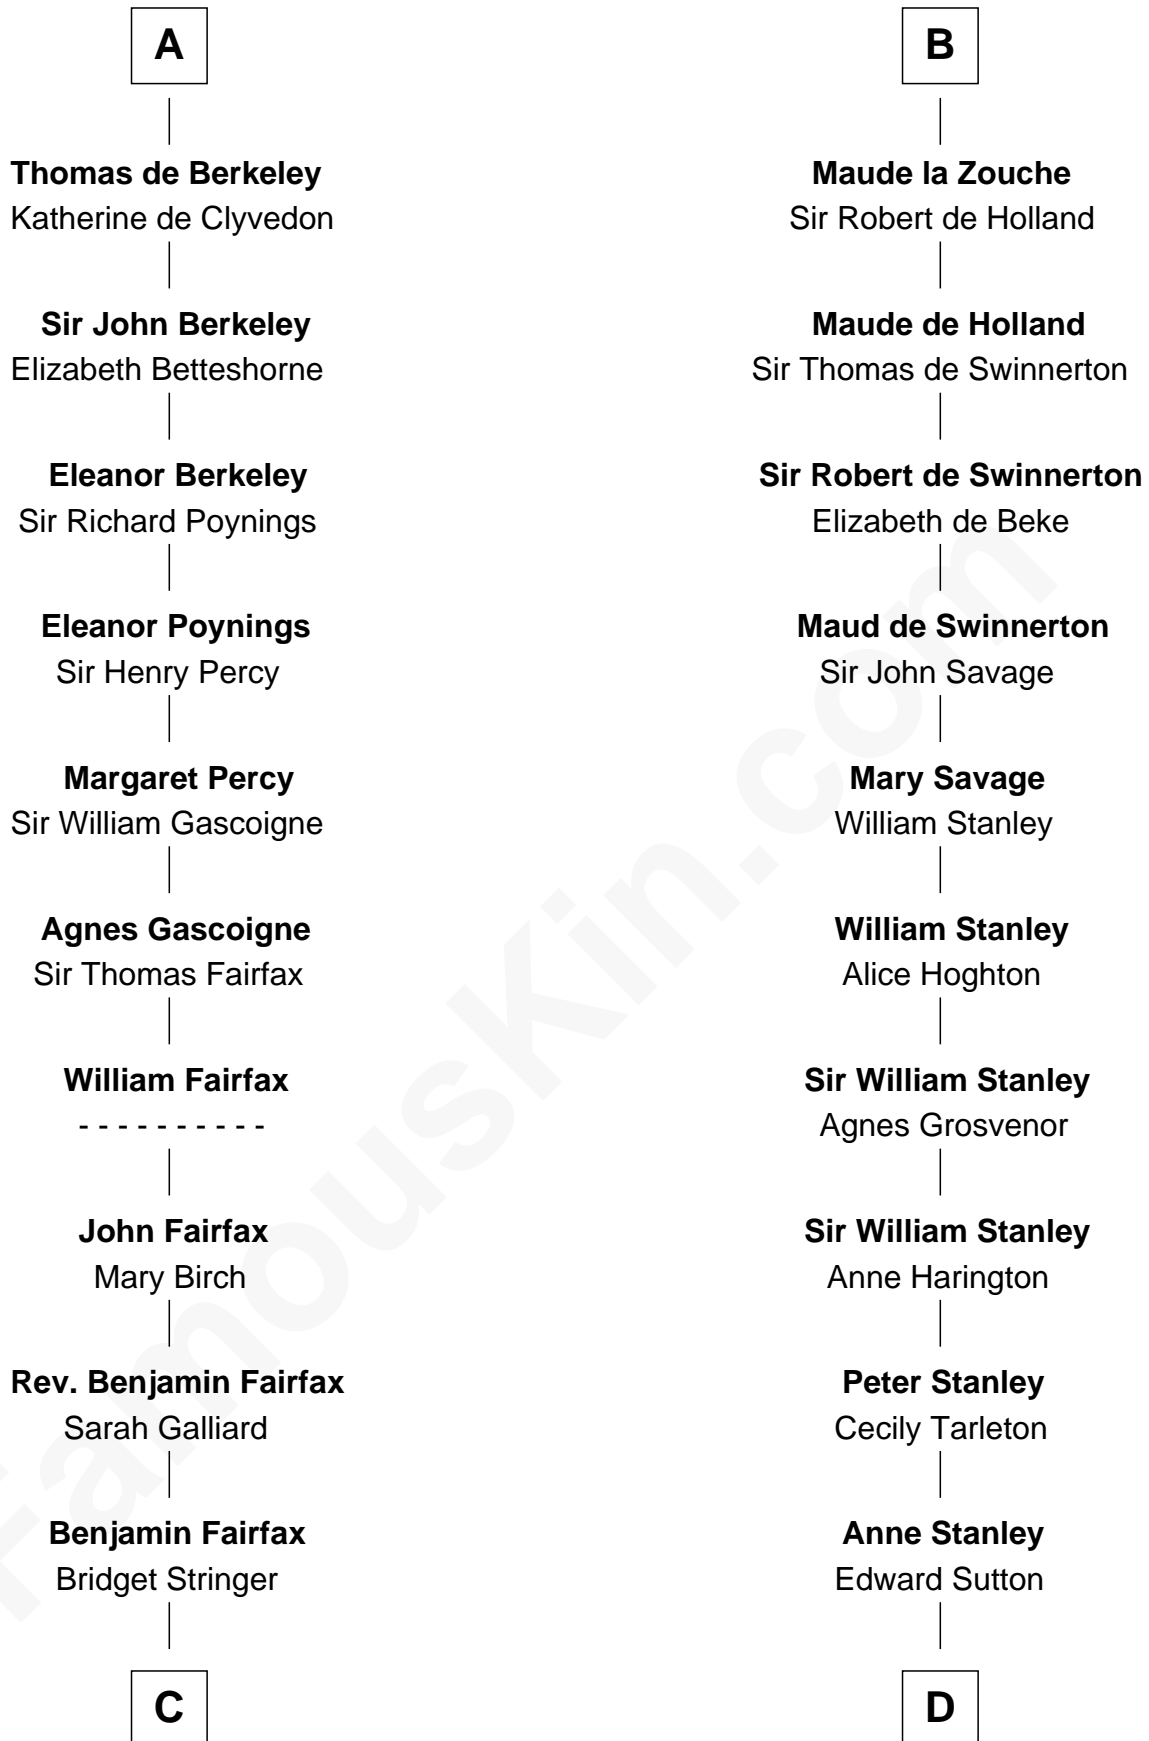 A
Thomas de Berkeley
Katherine de Clyvedon
Sir John Berkeley
Elizabeth Betteshorne
Eleanor Berkeley
Sir Richard Poynings
Eleanor Poynings
Sir Henry Percy
Margaret Percy
Sir William Gascoigne
Agnes Gascoigne
Sir Thomas Fairfax
William Fairfax
- - - - - - - - - -
John Fairfax
Mary Birch
Rev. Benjamin Fairfax
Sarah Galliard
Benjamin Fairfax
Bridget Stringer
C
B
Maude la Zouche
Sir Robert de Holland
Maude de Holland
Sir Thomas de Swinnerton
Sir Robert de Swinnerton
Elizabeth de Beke
Maud de Swinnerton
Sir John Savage
Mary Savage
William Stanley
William Stanley
Alice Hoghton
Sir William Stanley
Agnes Grosvenor
Sir William Stanley
Anne Harington
Peter Stanley
Cecily Tarleton
Anne Stanley
Edward Sutton
D
FamousKin.com